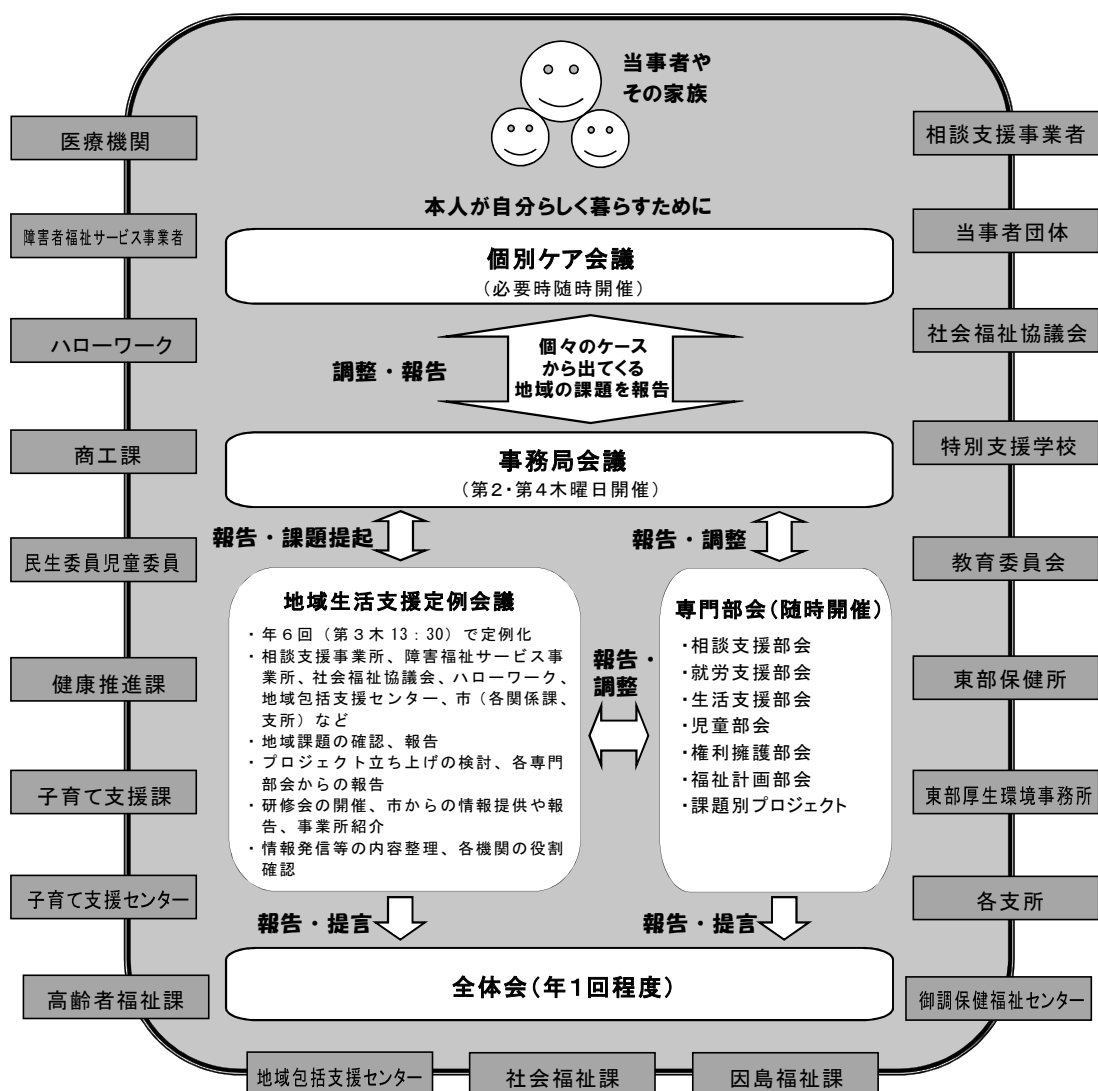 当事者や
その家族
本人が自分らしく暮らすために
個別ケア会議
（必要時随時開催）
調整・報告
個々のケース
から出てくる
地域の課題を報告
事務局会議
（第２・第４木曜日開催）
報告・課題提起
報告・調整
地域生活支援定例会議
・年６回（第３木 13：30）で定例化
・相談支援事業所、障害福祉サービス事
業所、社会福祉協議会、ハローワーク、
地域包括支援センター、市（各関係課、
支所）など
・地域課題の確認、報告
・プロジェクト立ち上げの検討、各専門
部会からの報告
・研修会の開催、市からの情報提供や報
告、事業所紹介
・情報発信等の内容整理、各機関の役割
確認
報告・
調整
専門部会（随時開催）
・相談支援部会
・就労支援部会
・生活支援部会
・児童部会
・権利擁護部会
・福祉計画部会
・課題別プロジェクト
報告・提言
報告・提言
全体会（年１回程度）
医療機関
障害者福祉サービス事業者
ハローワーク
商工課
民生委員児童委員
健康推進課
子育て支援課
子育て支援センター
高齢者福祉課
相談支援事業者
当事者団体
社会福祉協議会
特別支援学校
教育委員会
東部保健所
東部厚生環境事務所
各支所
御調保健福祉センター
地域包括支援センター
社会福祉課
因島福祉課